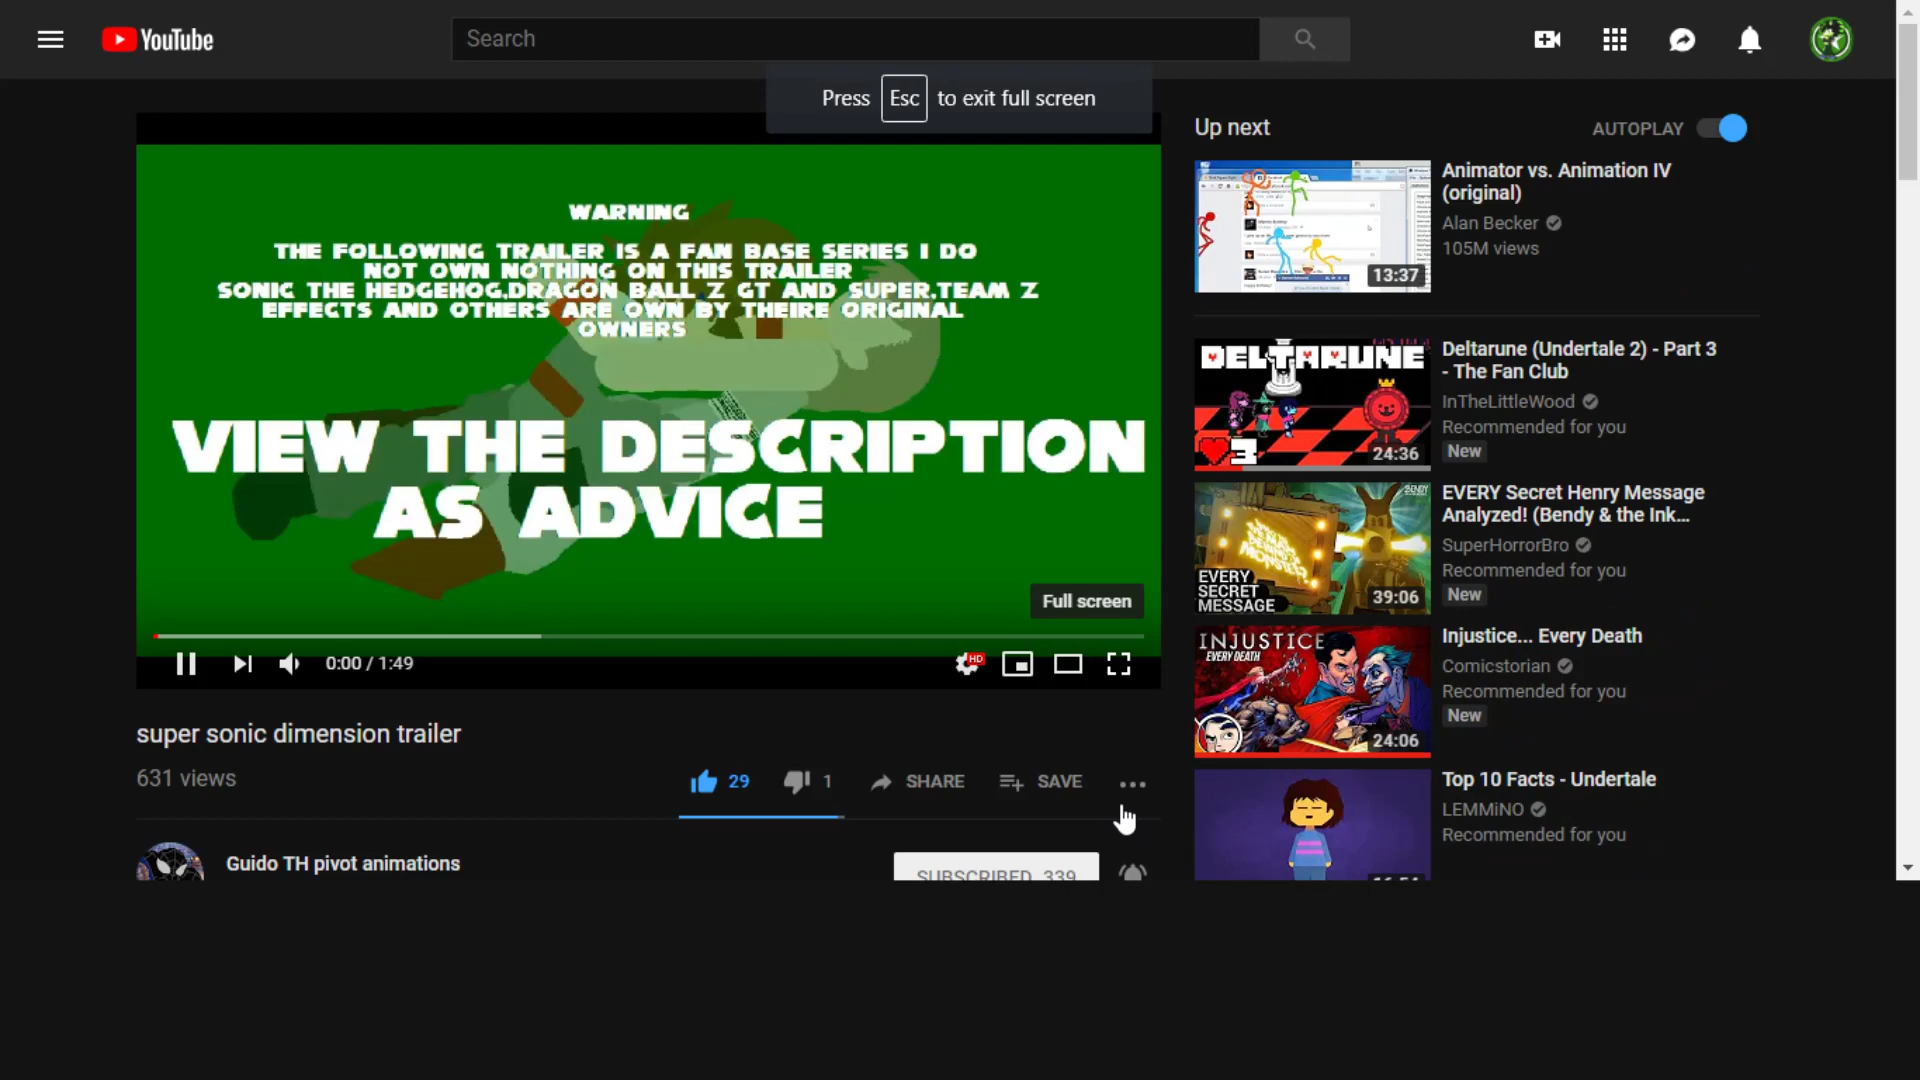 YouTube
Search
Press Esc to exit full screen
WARNING
THE FOLLOWING TRAILER IS A FAN BASE SERIES I DO
NOT OWN NOTHING ON THIS TRAILER
SONIC THE HEDGEHOG,DRAGON BALL Z GT AND SUPER,TEAM Z
EFFECTS AND OTHERS ARE OWN BY THEIRE ORIGINAL
OWNERS
VIEW THE DESCRIPTION
AS ADVICE
Full screen
0:00 / 1:49
HD
super sonic dimension trailer
631 views
29
1
SHARE
SAVE
Guido TH pivot animations
SUBSCRIBED 339
Up next
AUTOPLAY
13:37
Animator vs. Animation IV
(original)
Alan Becker
105M views
DELTARUNE
3
24:36
Deltarune (Undertale 2) - Part 3
- The Fan Club
InTheLittleWood
Recommended for you
New
EVERY
SECRET
MESSAGE
39:06
EVERY Secret Henry Message
Analyzed! (Bendy & the Ink...
SuperHorrorBro
Recommended for you
New
INJUSTICE
EVERY DEATH
24:06
Injustice... Every Death
Comicstorian
Recommended for you
New
Top 10 Facts - Undertale
LEMMiNO
Recommended for you